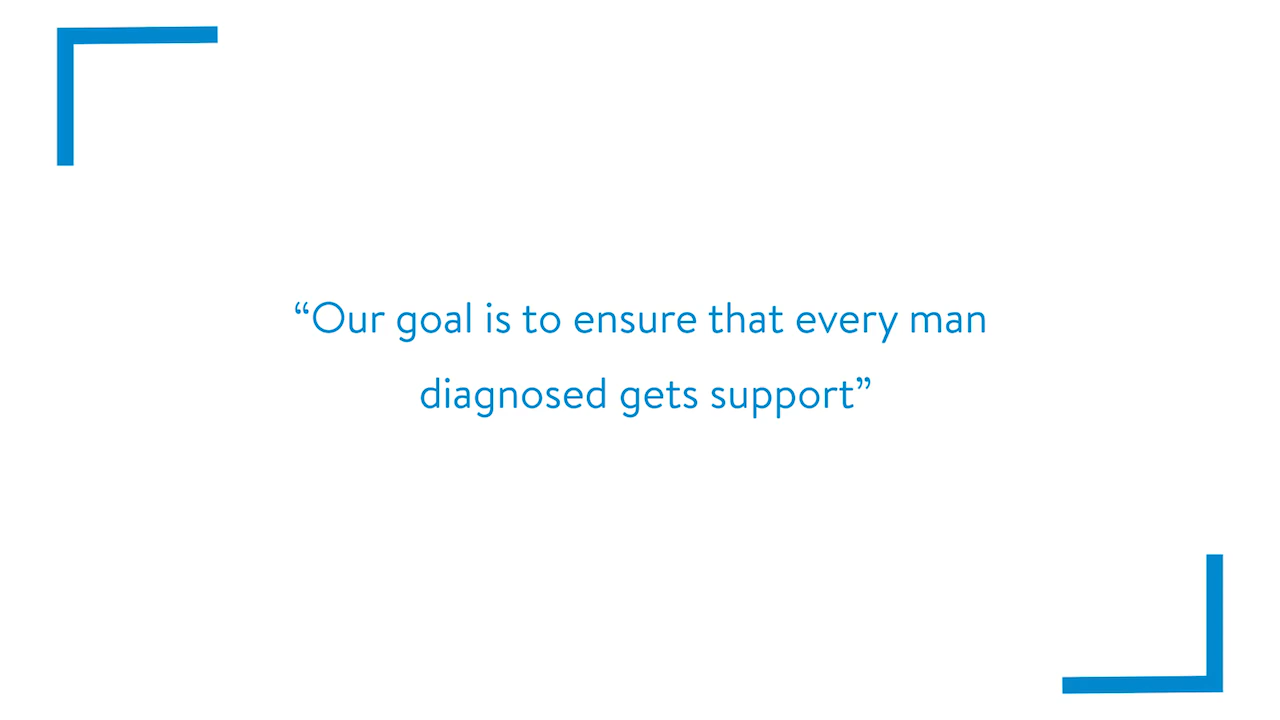 “Our goal is to ensure that every man
diagnosed gets support”